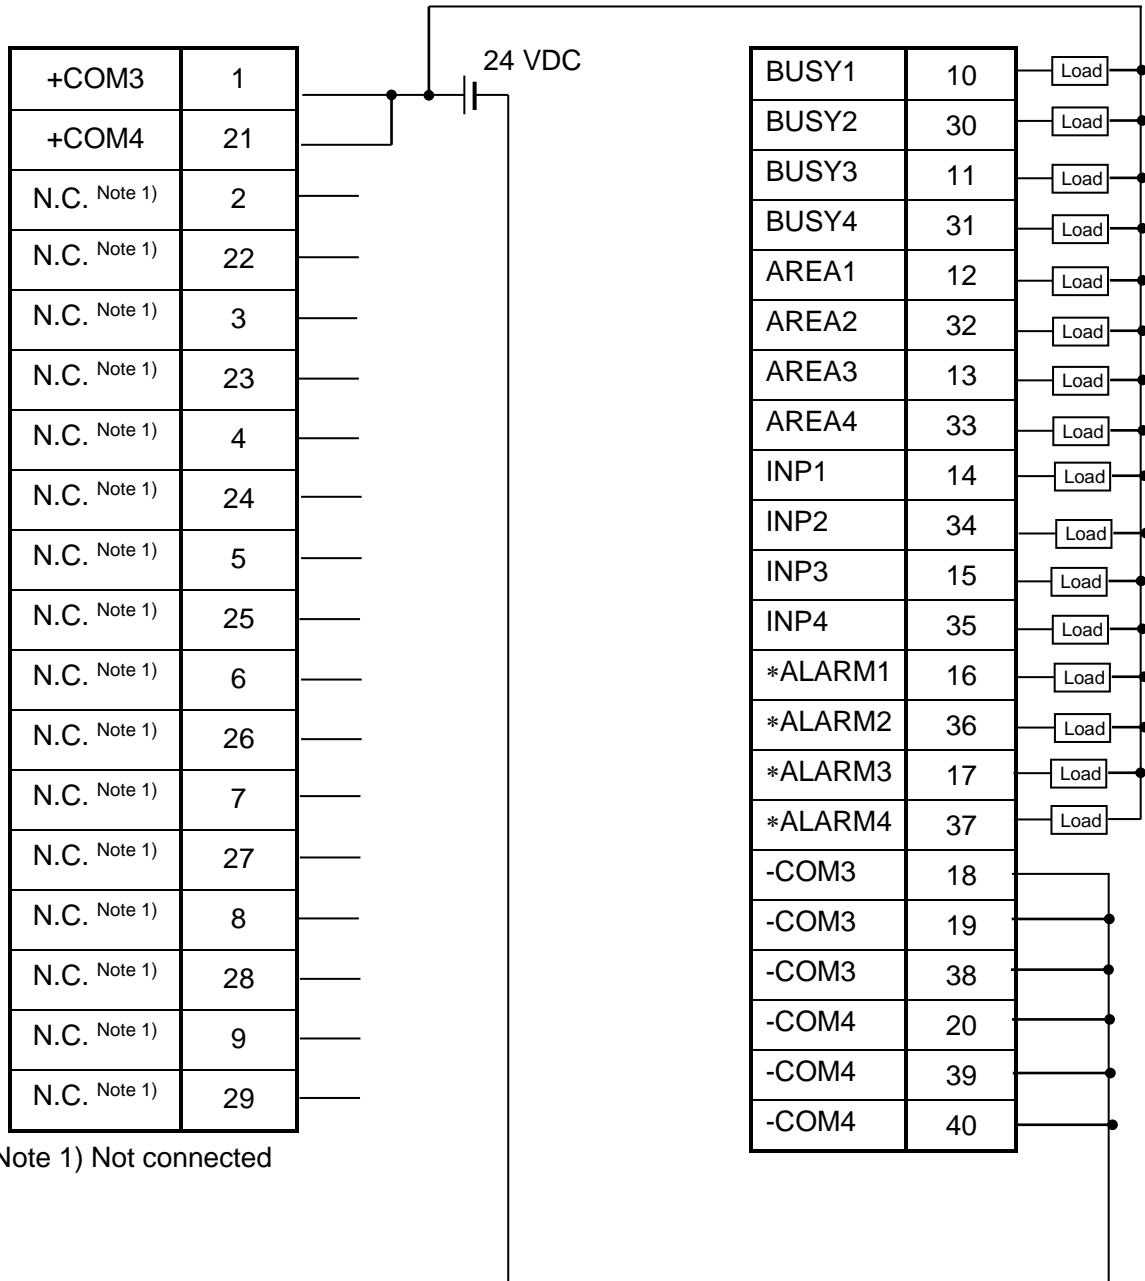 24 VDC
+COM3 1
+COM4 21
N.C. Note 1) 2
N.C. Note 1) 22
N.C. Note 1) 3
N.C. Note 1) 23
N.C. Note 1) 4
N.C. Note 1) 24
N.C. Note 1) 5
N.C. Note 1) 25
N.C. Note 1) 6
N.C. Note 1) 26
N.C. Note 1) 7
N.C. Note 1) 27
N.C. Note 1) 8
N.C. Note 1) 28
N.C. Note 1) 9
N.C. Note 1) 29
Note 1) Not connected
BUSY1 10 Load
BUSY2 30 Load
BUSY3 11 Load
BUSY4 31 Load
AREA1 12 Load
AREA2 32 Load
AREA3 13 Load
AREA4 33 Load
INP1 14 Load
INP2 34 Load
INP3 15 Load
INP4 35 Load
*ALARM1 16 Load
*ALARM2 36 Load
*ALARM3 17 Load
*ALARM4 37 Load
-COM3 18
-COM3 19
-COM3 38
-COM4 20
-COM4 39
-COM4 40